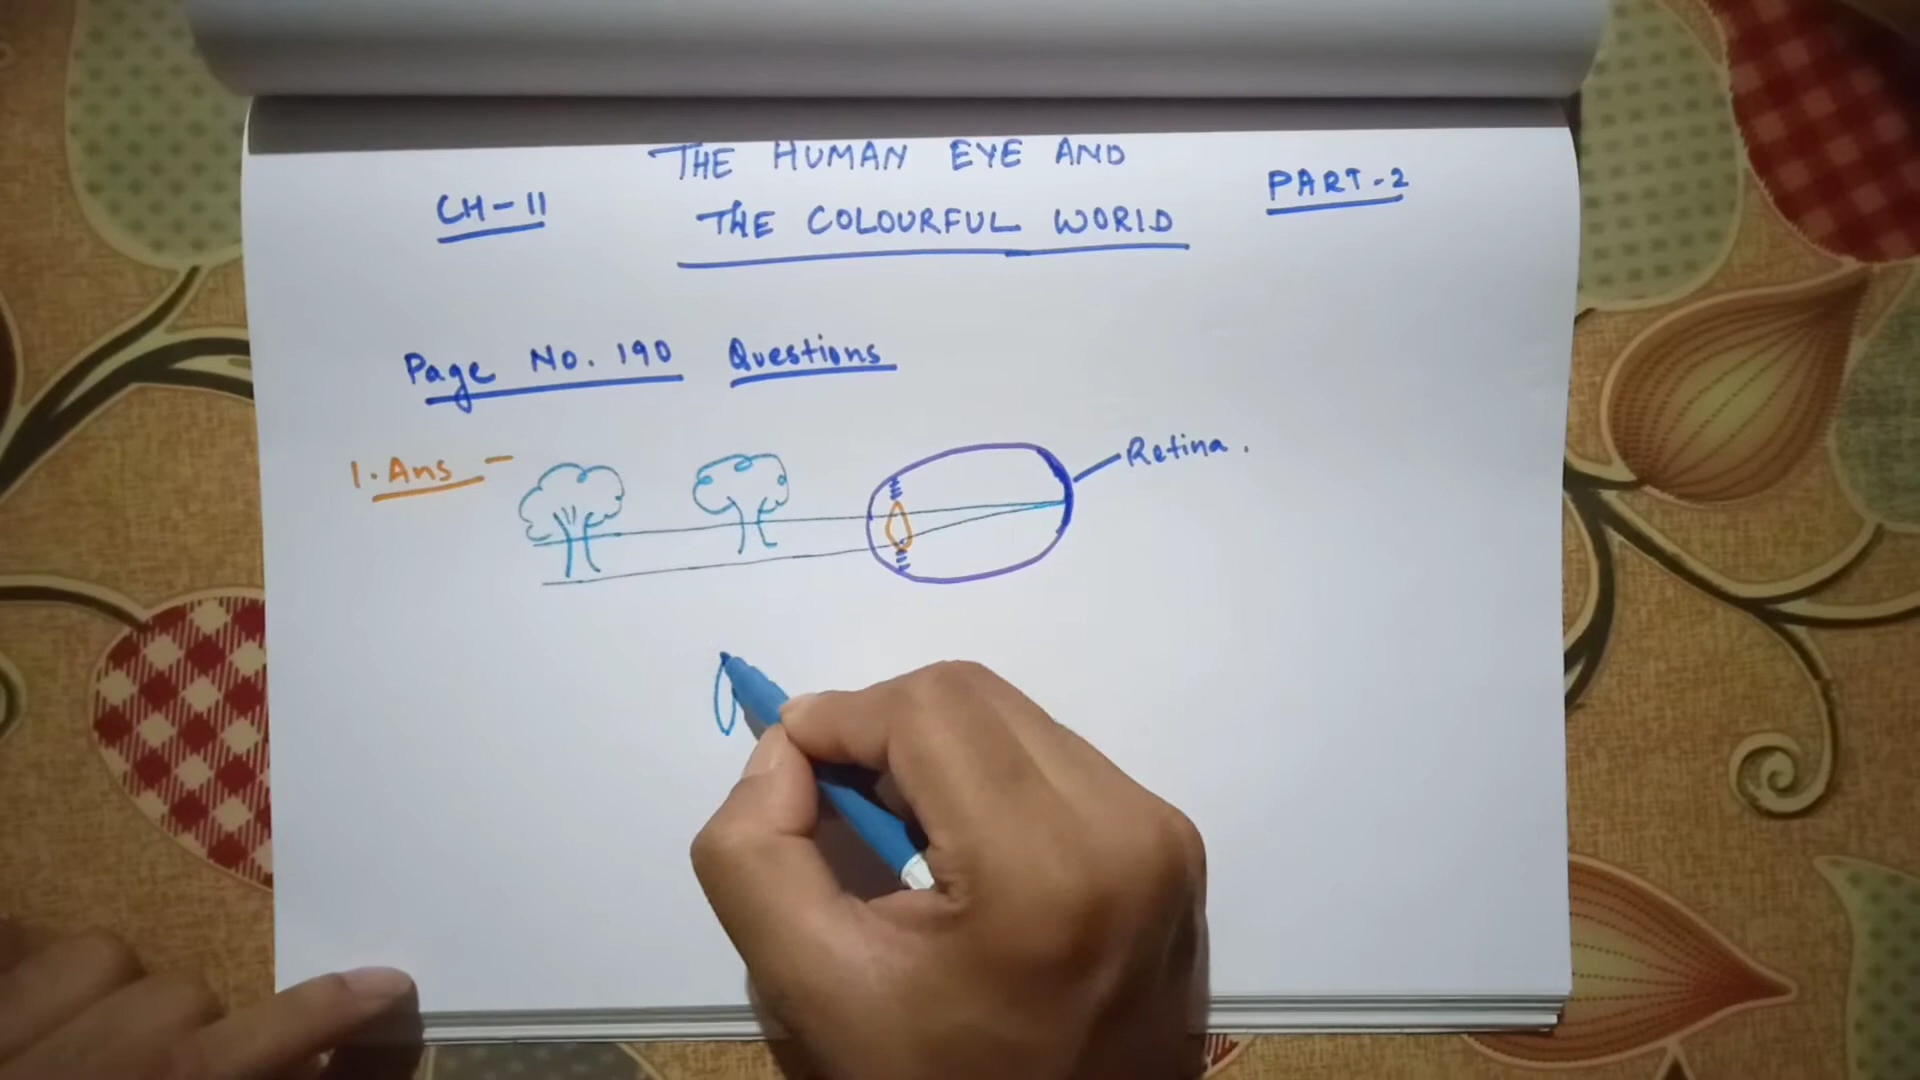 THE HUMAN EYE AND
CH-11
THE COLOURFUL WORLD
PART-2
Page No. 190 Questions
1. Ans -
Retina.